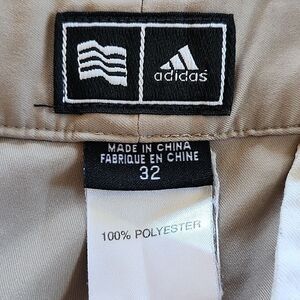 adidas
MADE IN CHINA
FABRIQUE EN CHINE
32
100% POLYESTER